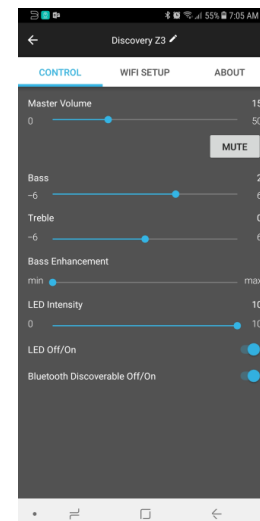 55% 7:05 AM
Discovery Z3
CONTROL WIFI SETUP ABOUT
Master Volume 15
0 50
MUTE
Bass 2
-6 6
Treble 0
-6 6
Bass Enhancement
min max
LED Intensity 10
0 10
LED Off/On
Bluetooth Discoverable Off/On